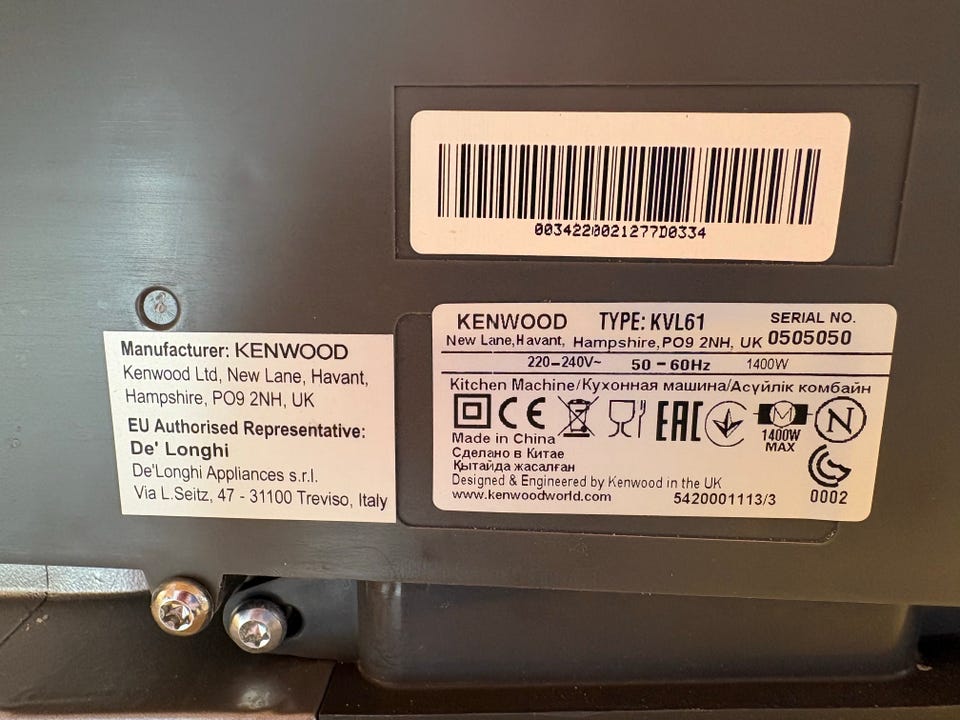 0034220021277D0334
Manufacturer: KENWOOD
Kenwood Ltd, New Lane, Havant,
Hampshire, PO9 2NH, UK
EU Authorised Representative:
De' Longhi
De'Longhi Appliances s.r.l.
Via L.Seitz, 47 - 31100 Treviso, Italy
KENWOOD TYPE: KVL61 SERIAL NO.
New Lane, Havant, Hampshire, PO9 2NH, UK 0505050
220-240V~ 50 - 60Hz 1400W
Kitchen Machine/Кухонная машина/Асүйлік комбайн
CE EAC M N
1400W
MAX
Made in China
Сделано в Китае
Қытайда жасалған
Designed & Engineered by Kenwood in the UK
www.kenwoodworld.com 5420001113/3 0002